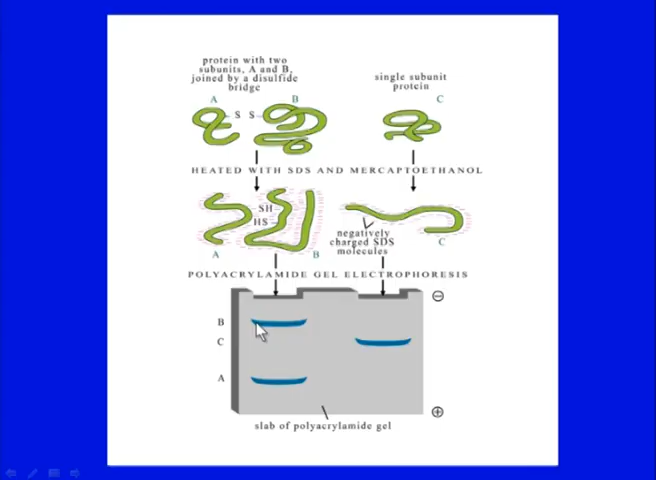 protein with two
subunits, A and B,
joined by a disulfide
bridge
single subunit
protein
A
B
C
S S
HEATED WITH SDS AND MERCAPTOETHANOL
SH
HS
negatively
charged SDS
molecules
A
B
C
POLYACRYLAMIDE GEL ELECTROPHORESIS
B
C
A
slab of polyacrylamide gel